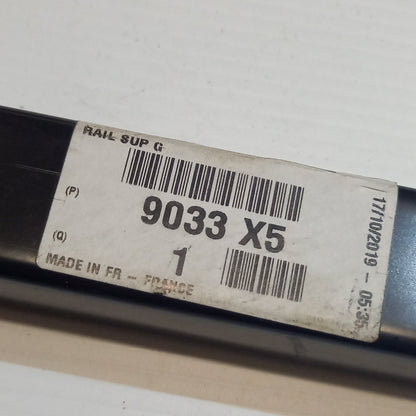 RAIL SUP G
(P)
9033 X5
(Q)
1
MADE IN FR - FRANCE
17/10/2019 - 05:35